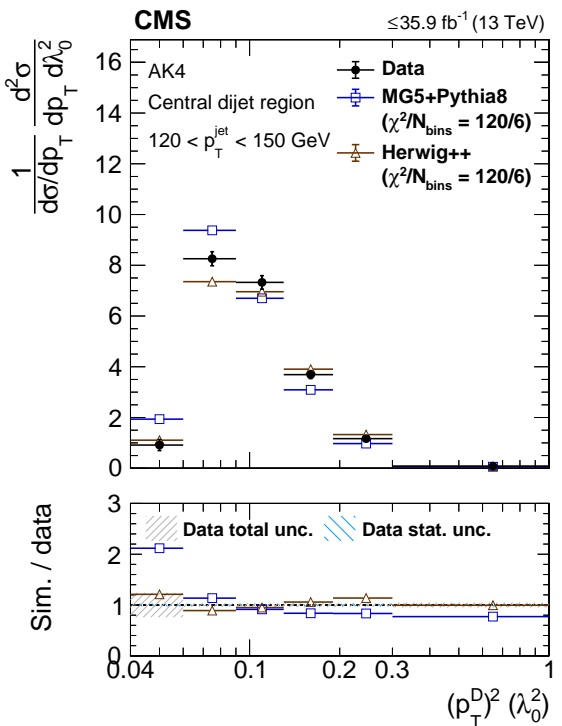 CMS
≤35.9 fb⁻¹ (13 TeV)
1/(dσ/dp_T) d²σ/(dp_T dλ₀²)
AK4
Central dijet region
120 < p_T^jet < 150 GeV
Data
MG5+Pythia8
(χ²/N_bins = 120/6)
Herwig++
(χ²/N_bins = 120/6)
16
14
12
10
8
6
4
2
0
Sim. / data
Data total unc.
Data stat. unc.
3
2
1
0
0.04
0.1
0.2
0.3
1
(p_T^D)² (λ₀²)